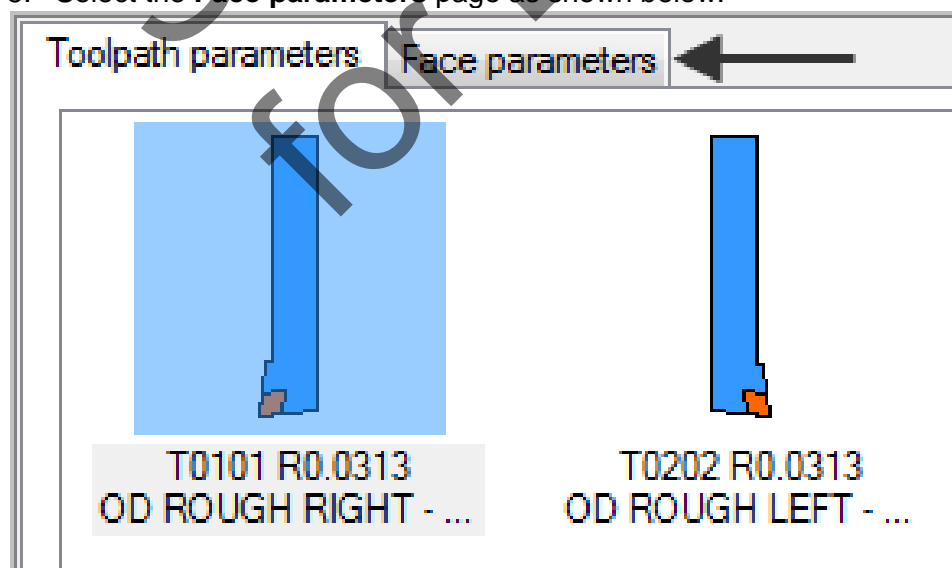 Select the Face parameters page as shown below
Toolpath parameters Face parameters
for
T0101 R0.0313 T0202 R0.0313
OD ROUGH RIGHT - ... OD ROUGH LEFT - ...